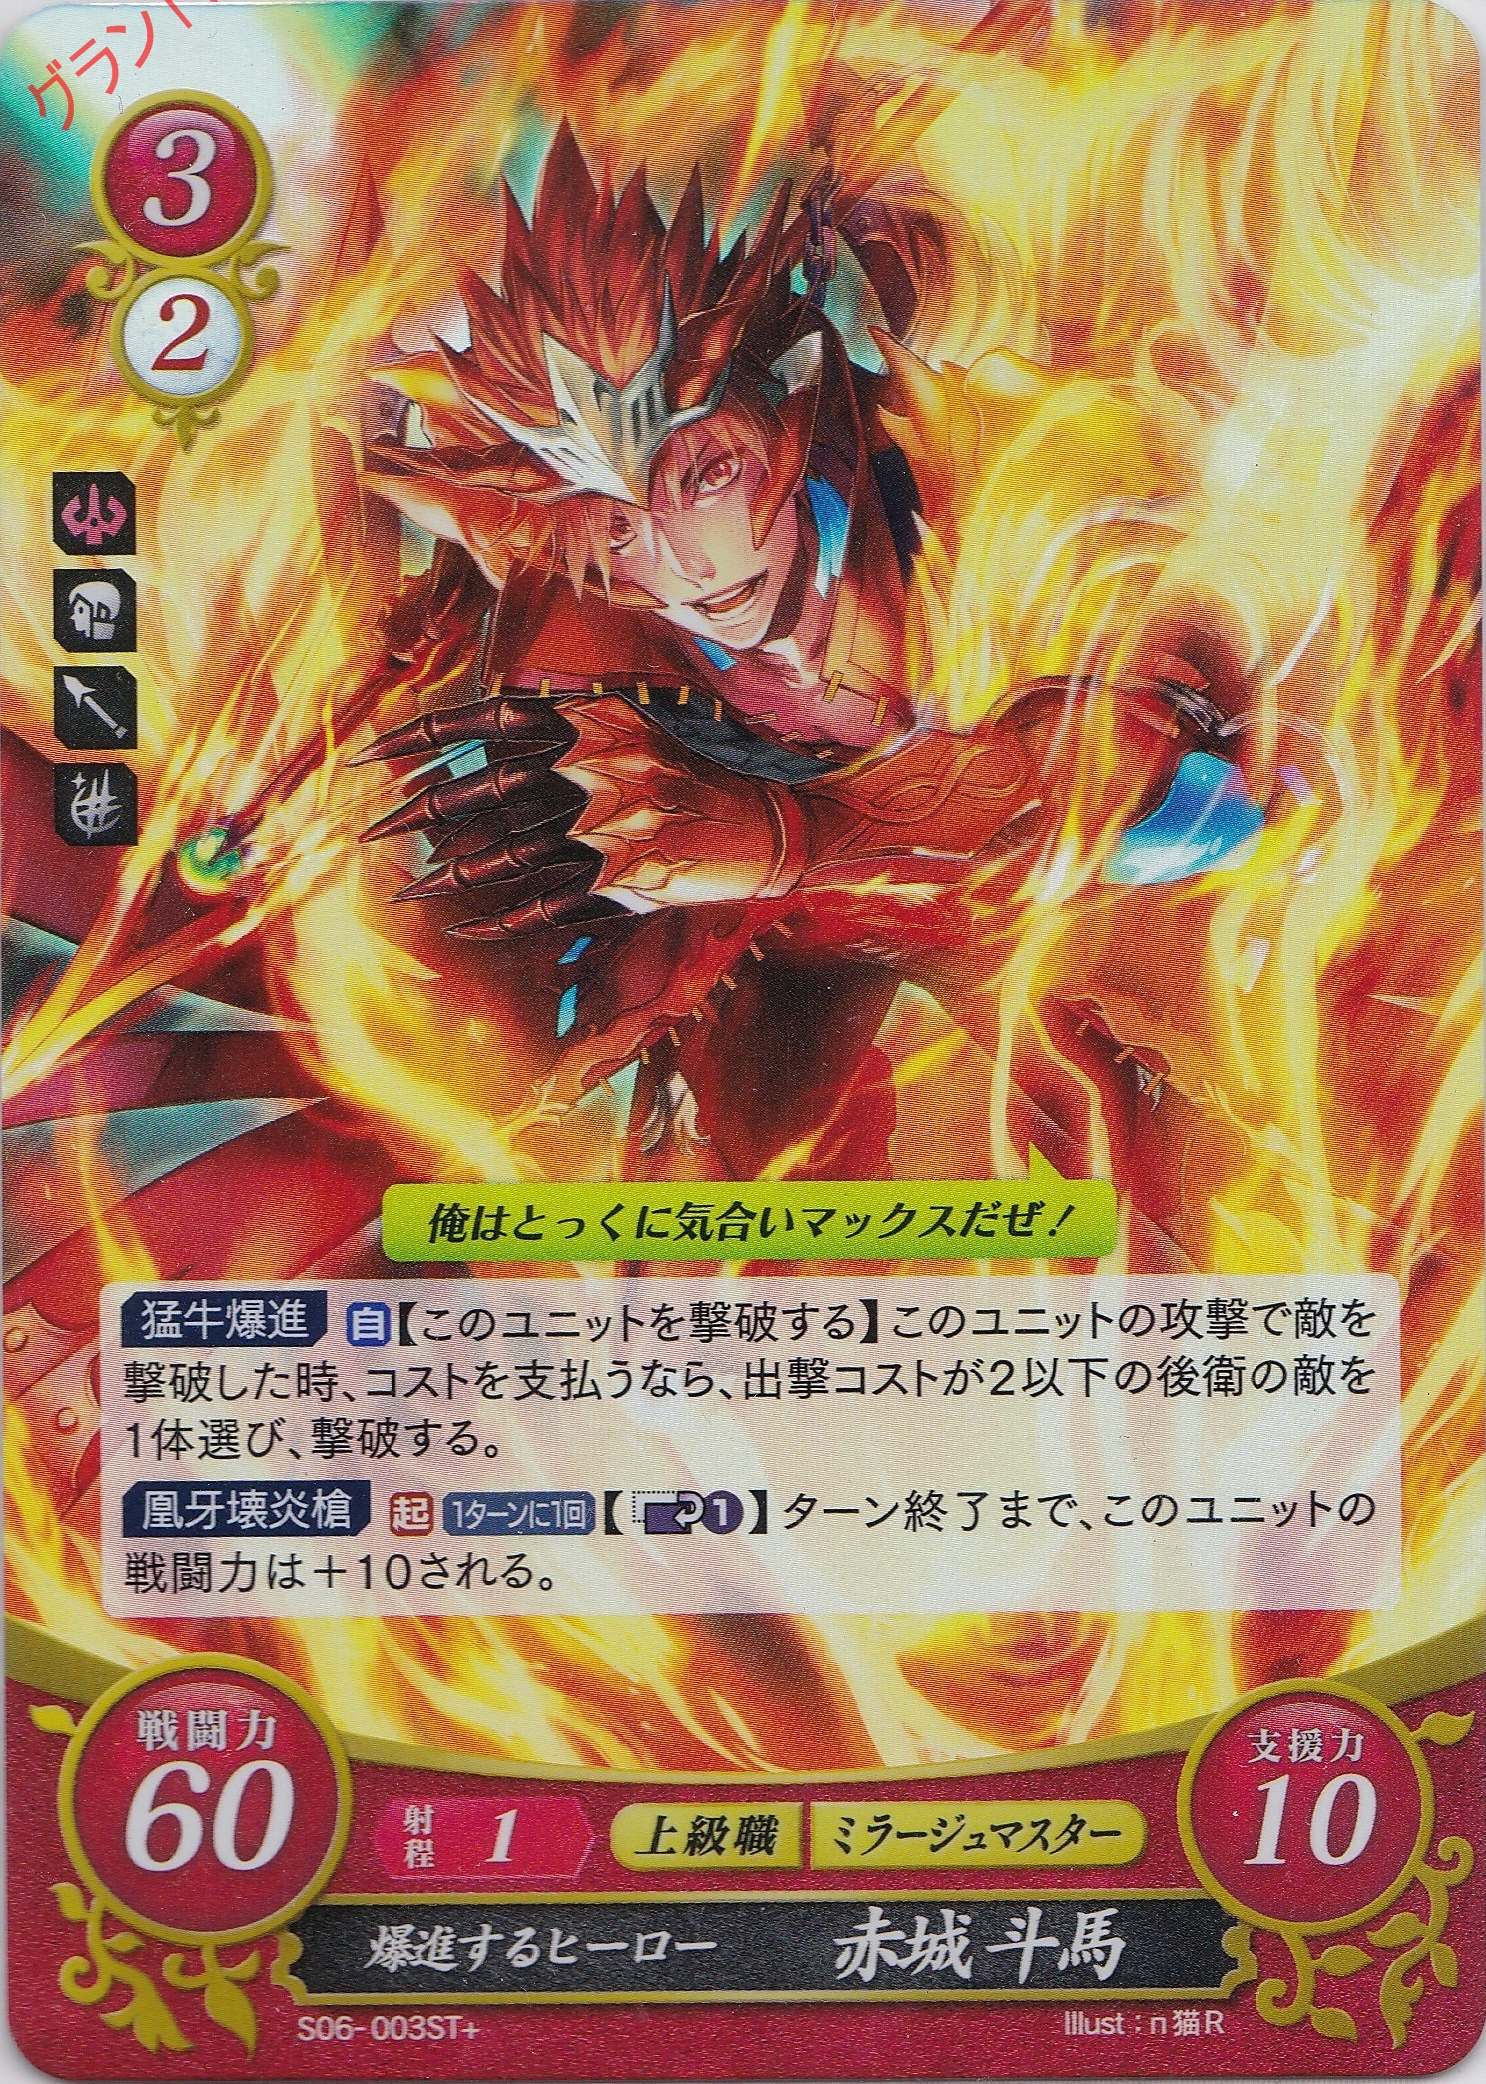 グラン
3
2
俺はとっくに気合いマックスだぜ！
猛牛爆進 自【このユニットを撃破する】このユニットの攻撃で敵を
撃破した時、コストを支払うなら、出撃コストが2以下の後衛の敵を
1体選び、撃破する。
凰牙壊炎槍 起 1ターンに1回【1】ターン終了まで、このユニットの
戦闘力は＋10される。
戦闘力
60
射程 1
上級職 ミラージュマスター
支援力
10
爆進するヒーロー 赤城 斗馬
S06-003ST+
Illust：n猫R